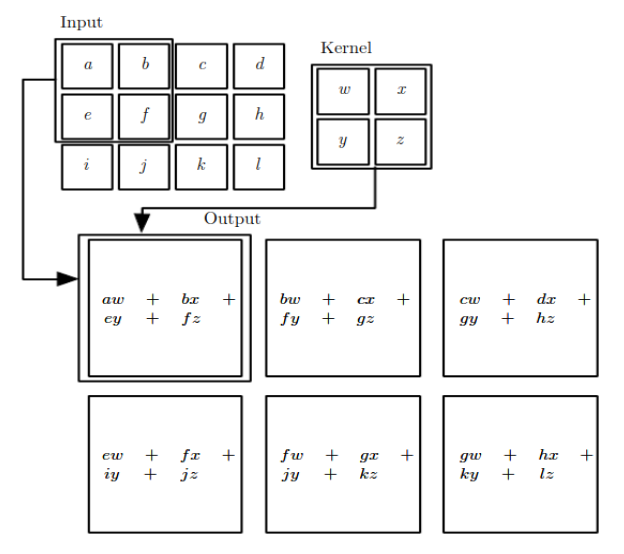 Input
Kernel
a b c d
w x
e f g h
y z
i j k l
Output
aw + bx +
ey + fz
bw + cx +
fy + gz
cw + dx +
gy + hz
ew + fx +
iy + jz
fw + gx +
jy + kz
gw + hx +
ky + lz